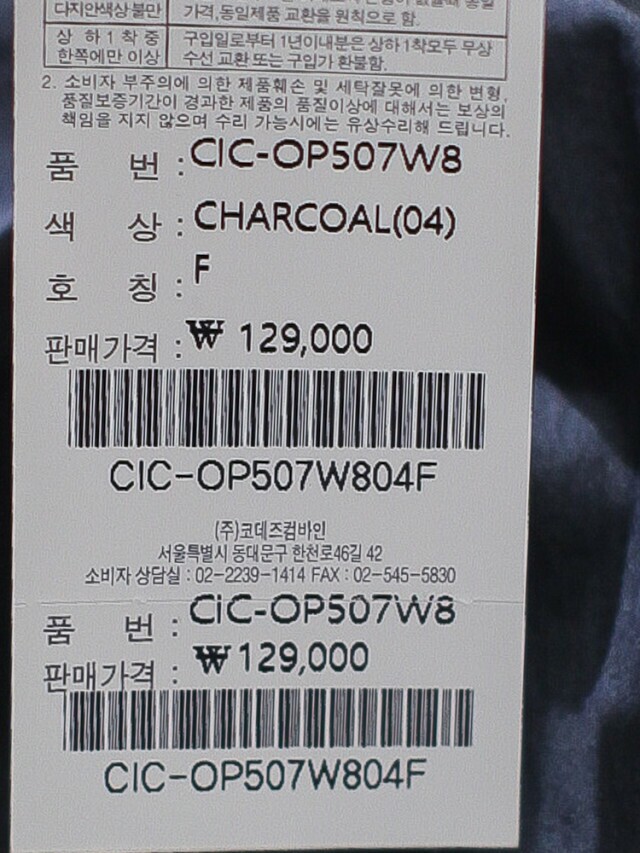 디자인색상불만
가격,동일제품 교환을 원칙으로 함.
상 하 1 착 중 구입일로부터 1년이내분은 상하 1착모두 무상
한쪽에만 이상 수선 교환 또는 구입가 환불함.
2. 소비자 부주의에 의한 제품훼손 및 세탁잘못에 의한 변형,
품질보증기간이 경과한 제품의 품질이상에 대해서는 보상의
책임을 지지 않으며 수리 가능시에는 유상수리해 드립니다.
품 번 : CIC-OP507W8
색 상 : CHARCOAL(04)
호 칭 : F
판매가격 : ₩ 129,000
CIC-OP507W804F
(주)코데즈컴바인
서울특별시 동대문구 한천로46길 42
소비자 상담실 : 02-2239-1414 FAX : 02-545-5830
품 번 : CIC-OP507W8
판매가격 : ₩ 129,000
CIC-OP507W804F